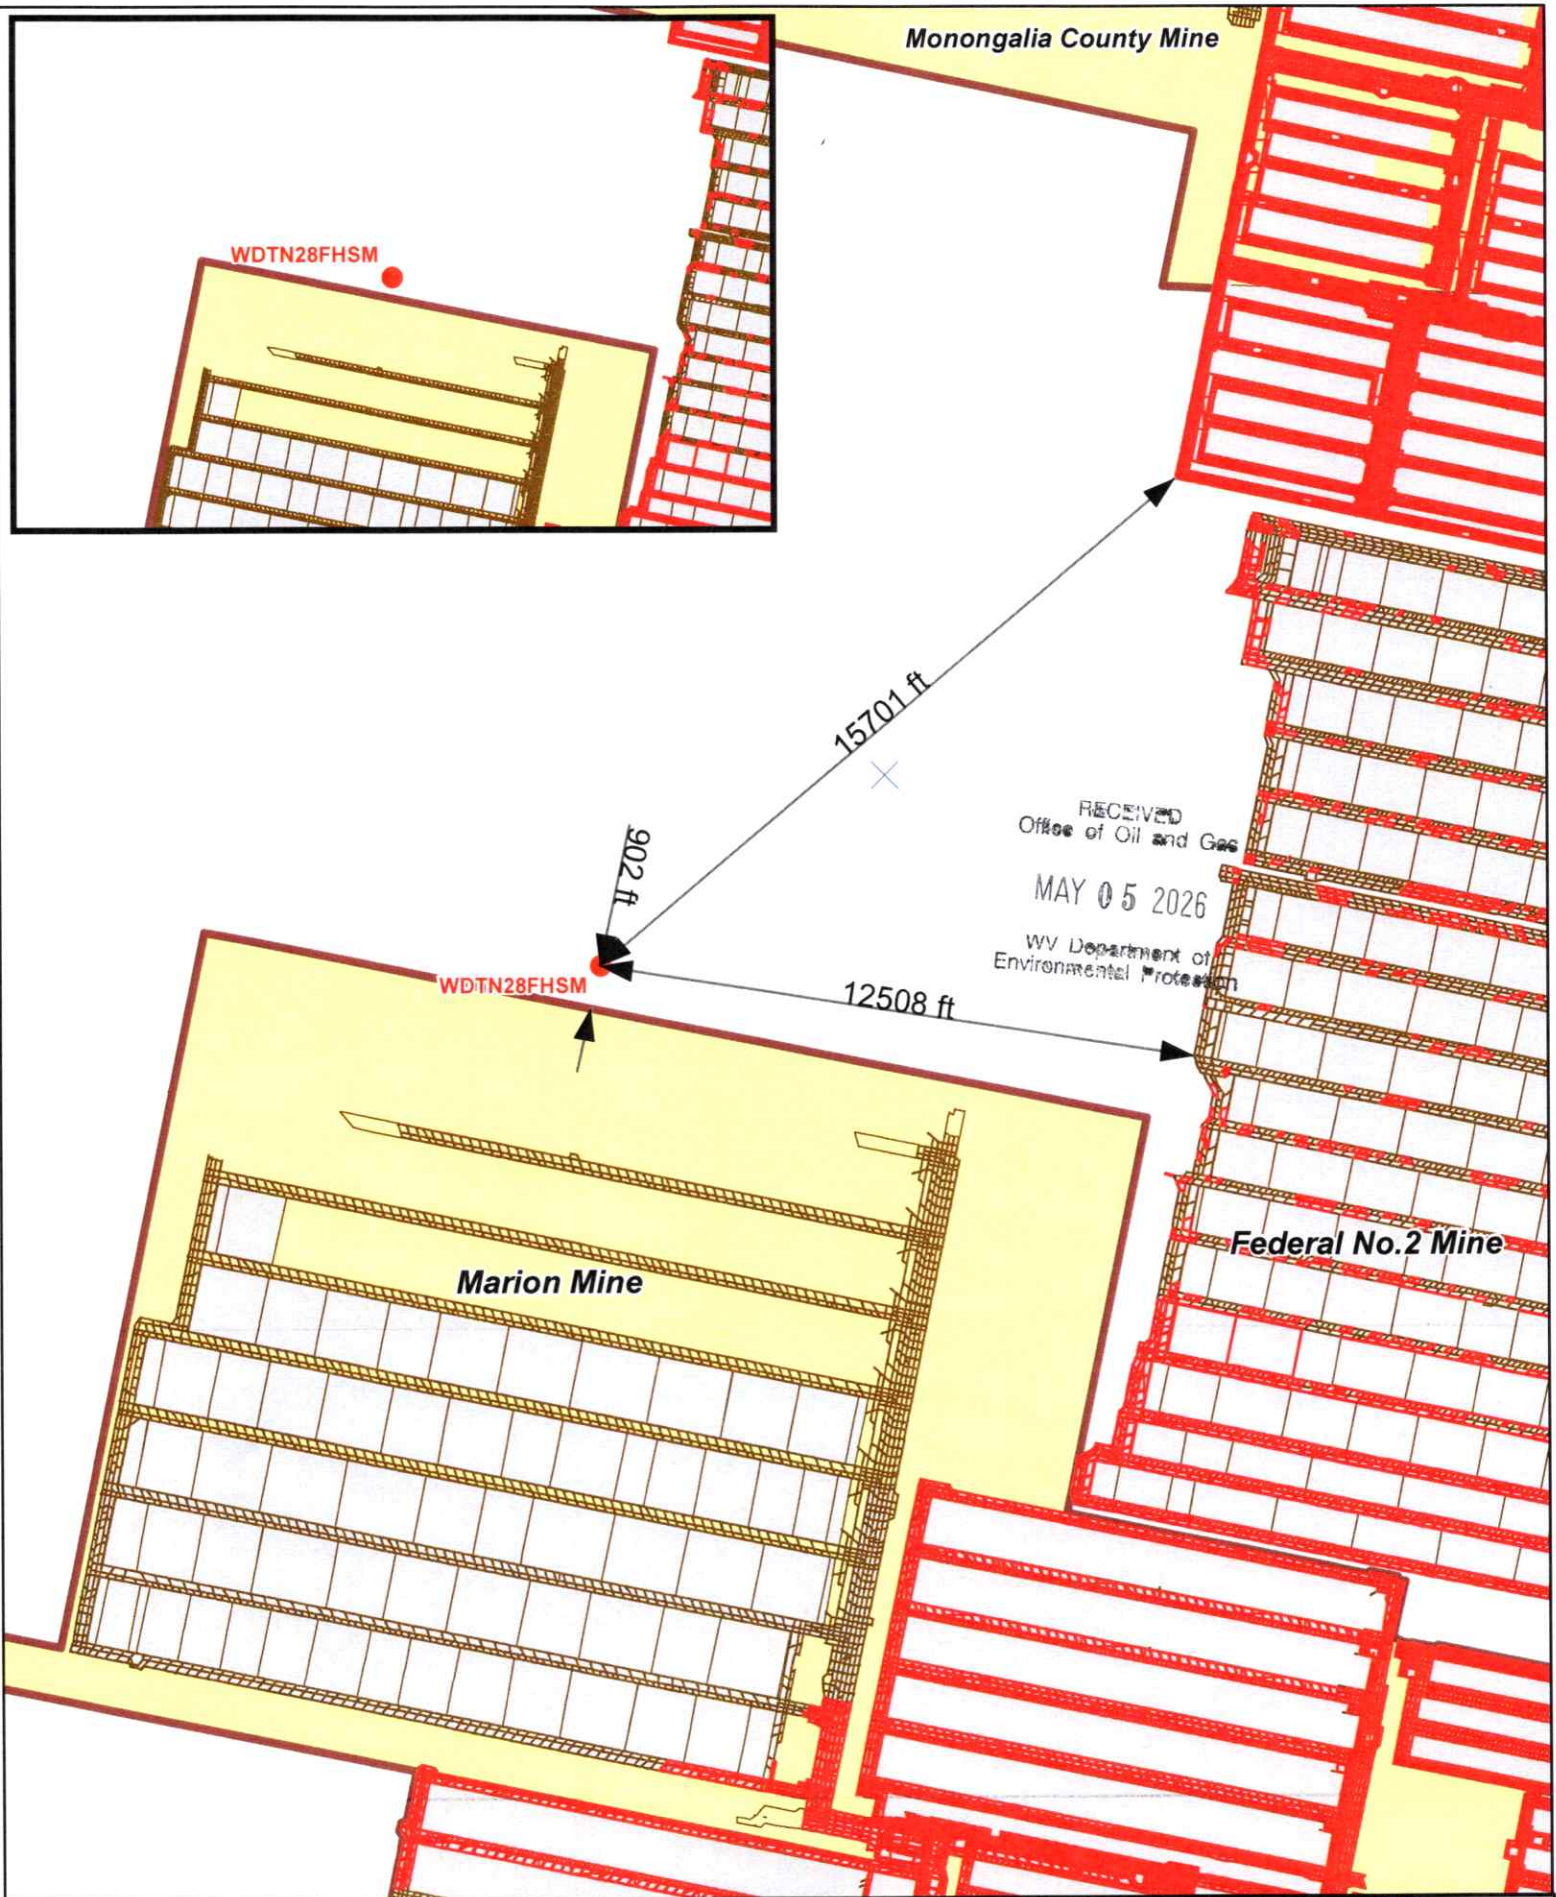 Monongalia County Mine
WDTN28FHSM
15701 ft
902 ft
RECEIVED
Office of Oil and Gas
MAY 05 2026
WV Department of
Environmental Protection
WDTN28FHSM
12508 ft
Federal No.2 Mine
Marion Mine